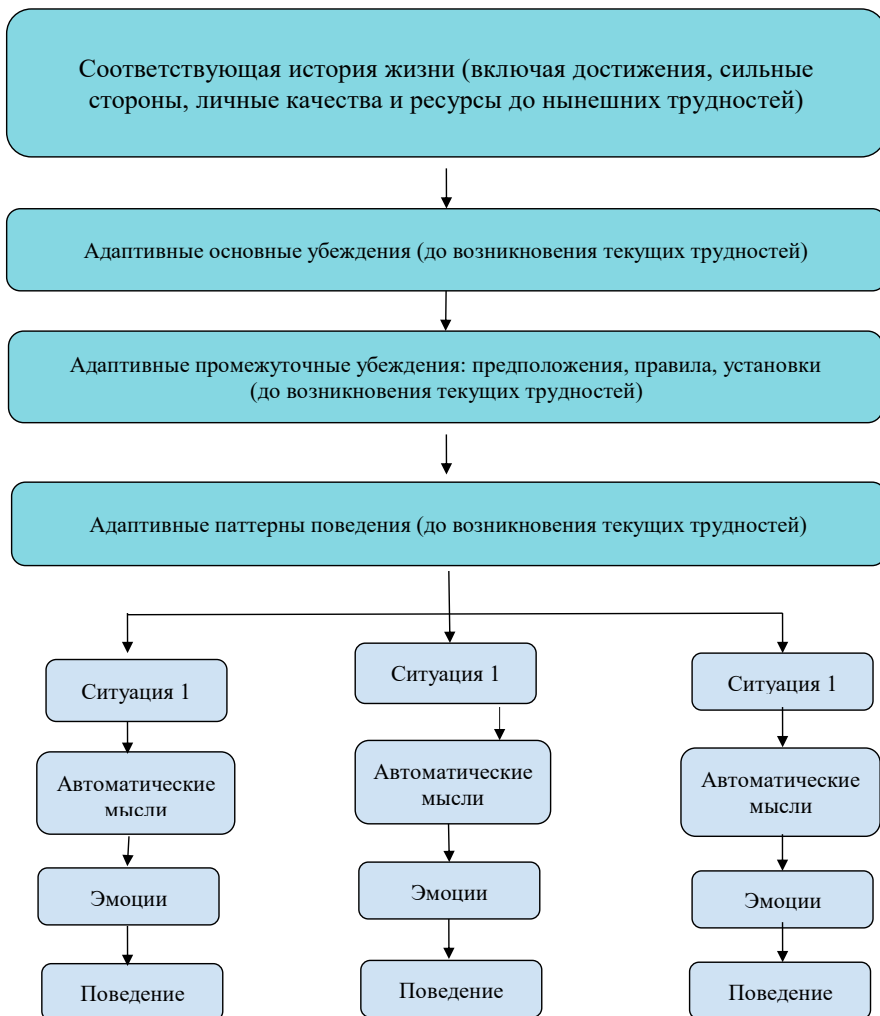 Соответствующая история жизни (включая достижения, сильные
стороны, личные качества и ресурсы до нынешних трудностей)
Адаптивные основные убеждения (до возникновения текущих трудностей)
Адаптивные промежуточные убеждения: предположения, правила, установки
(до возникновения текущих трудностей)
Адаптивные паттерны поведения (до возникновения текущих трудностей)
Ситуация 1
Автоматические
мысли
Эмоции
Поведение
Ситуация 1
Автоматические
мысли
Эмоции
Поведение
Ситуация 1
Автоматические
мысли
Эмоции
Поведение